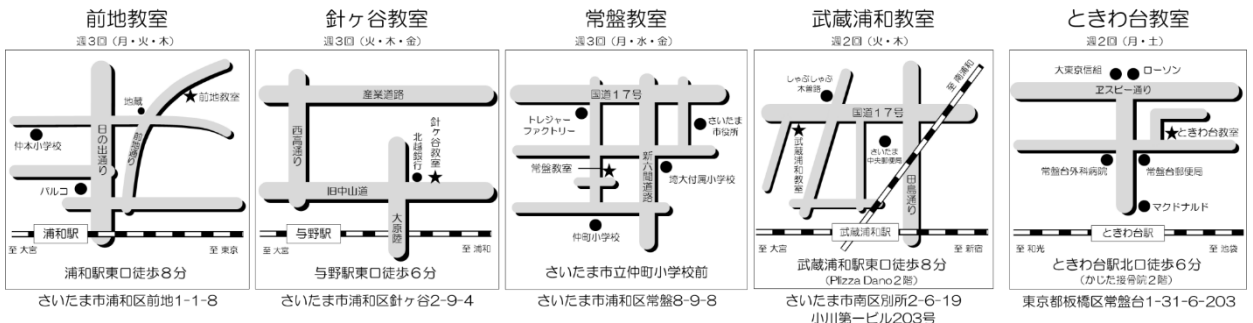 前地教室
週3回（月・火・木）
地蔵
★前地教室
日の出通り
前地通り
仲本小学校
パルコ
浦和駅
至 大宮
至 東京
浦和駅東口徒歩8分
さいたま市浦和区前地1-1-8
針ヶ谷教室
週3回（火・木・金）
産業道路
西高通り
針ヶ谷教室
★
北越銀行
旧中山道
大原陸
与野駅
至 大宮
至 浦和
与野駅東口徒歩6分
さいたま市浦和区針ヶ谷2-9-4
常盤教室
週3回（月・水・金）
国道17号
トレジャー
ファクトリー
さいたま
市役所
常盤教室
★
新六間道路
埼大付属小学校
仲町小学校
さいたま市立仲町小学校前
さいたま市浦和区常盤8-9-8
武蔵浦和教室
週2回（火・木）
至 南浦和
しゃぶしゃぶ
木曽路
国道17号
★
武蔵浦和教室
さいたま
中央郵便局
田島通り
武蔵浦和駅
至 大宮
至 新宿
武蔵浦和駅東口徒歩8分
(Plizza Dano2階)
さいたま市南区別所2-6-19
小川第一ビル203号
ときわ台教室
週2回（月・土）
大東京信組
ローソン
ヱスピー通り
★ときわ台教室
常盤台外科病院
常盤台郵便局
マクドナルド
ときわ台駅
至 和光
至 池袋
ときわ台駅北口徒歩6分
(かじた接骨院2階)
東京都板橋区常盤台1-31-6-203